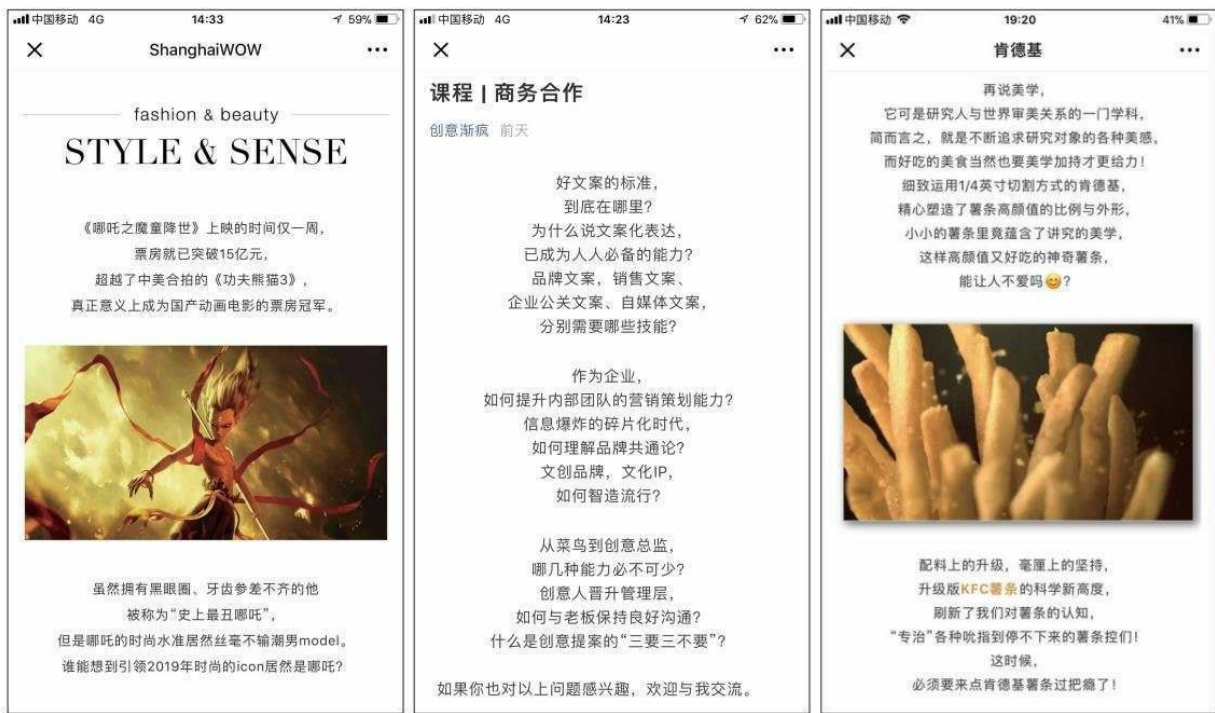 中国移动 4G 14:33 59%
ShanghaiWOW
fashion & beauty
STYLE & SENSE
《哪吒之魔童降世》上映的时间仅一周，
票房就已突破15亿元，
超越了中美合拍的《功夫熊猫3》，
真正意义上成为国产动画电影的票房冠军。
虽然拥有黑眼圈、牙齿参差不齐的他
被称为“史上最丑哪吒”，
但是哪吒的时尚水准居然丝毫不输潮男model。
谁能想到引领2019年时尚的icon居然是哪吒?
中国移动 4G 14:23 62%
课程 | 商务合作
创意渐疯 前天
好文案的标准，
到底在哪里?
为什么说文案化表达，
已成为人人必备的能力?
品牌文案，销售文案、
企业公关文案、自媒体文案，
分别需要哪些技能?
作为企业，
如何提升内部团队的营销策划能力?
信息爆炸的碎片化时代，
如何理解品牌共通论?
文创品牌，文化IP，
如何智造流行?
从菜鸟到创意总监，
哪几种能力必不可少?
创意人晋升管理层，
如何与老板保持良好沟通?
什么是创意提案的“三要三不要”?
如果你也对以上问题感兴趣，欢迎与我交流。
中国移动 19:20 41%
肯德基
再说美学，
它可是研究人与世界审美关系的一门学科，
简而言之，就是不断追求研究对象的各种美感，
而好吃的美食当然也要美学加持才更给力！
细致运用1/4英寸切割方式的肯德基，
精心塑造了薯条高颜值的比例与外形，
小小的薯条里竟蕴含了讲究的美学，
这样高颜值又好吃的神奇薯条，
能让人不爱吗😊?
配料上的升级，毫厘上的坚持，
升级版KFC薯条的科学新高度，
刷新了我们对薯条的认知，
“专治”各种吮指到停不下来的薯条控们！
这时候，
必须要来点肯德基薯条过把瘾了！